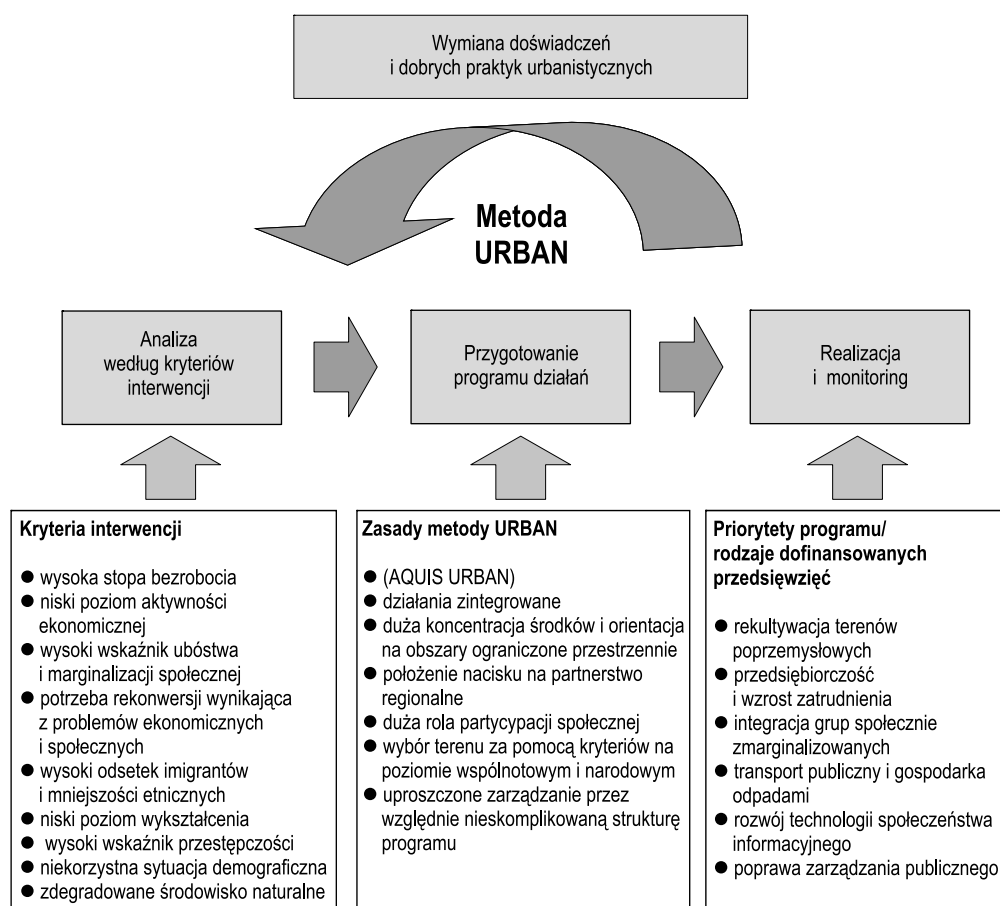 Wymiana doświadczeń
i dobrych praktyk urbanistycznych
Metoda
URBAN
Analiza
według kryteriów
interwencji
Przygotowanie
programu działań
Realizacja
i monitoring
Kryteria interwencji
● wysoka stopa bezrobocia
● niski poziom aktywności
ekonomicznej
● wysoki wskaźnik ubóstwa
i marginalizacji społecznej
● potrzeba rekonwersji wynikająca
z problemów ekonomicznych
i społecznych
● wysoki odsetek imigrantów
i mniejszości etnicznych
● niski poziom wykształcenia
● wysoki wskaźnik przestępczości
● niekorzystna sytuacja demograficzna
● zdegradowane środowisko naturalne
Zasady metody URBAN
● (AQUIS URBAN)
● działania zintegrowane
● duża koncentracja środków i orientacja
na obszary ograniczone przestrzennie
● położenie nacisku na partnerstwo
regionalne
● duża rola partycypacji społecznej
● wybór terenu za pomocą kryteriów na
poziomie wspólnotowym i narodowym
● uproszczone zarządzanie przez
względnie nieskomplikowaną strukturę
programu
Priorytety programu/
rodzaje dofinansowanych
przedsięwzięć
● rekultywacja terenów
poprzemysłowych
● przedsiębiorczość
i wzrost zatrudnienia
● integracja grup społecznie
zmarginalizowanych
● transport publiczny i gospodarka
odpadami
● rozwój technologii społeczeństwa
informacyjnego
● poprawa zarządzania publicznego